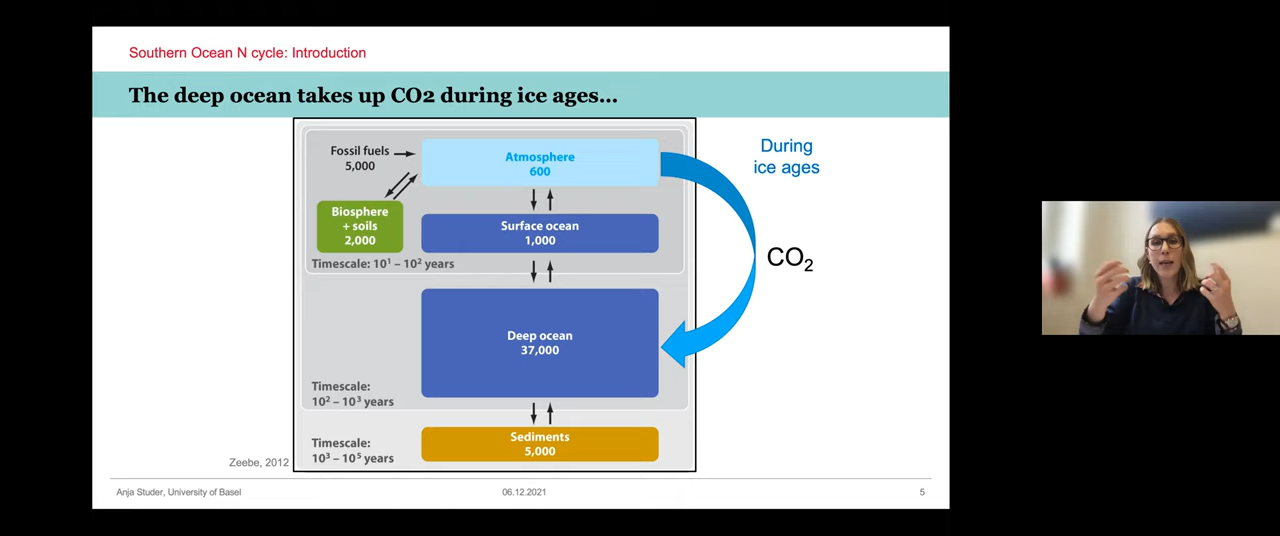 Southern Ocean N cycle: Introduction
The deep ocean takes up CO2 during ice ages...
Fossil fuels
5,000
Atmosphere
600
During
ice ages
Biosphere
+ soils
2,000
Surface ocean
1,000
Timescale: 10¹ – 10² years
CO₂
Deep ocean
37,000
Timescale:
10² – 10³ years
Sediments
5,000
Timescale:
10³ – 10⁵ years
Zeebe, 2012
Anja Studer, University of Basel
06.12.2021
5